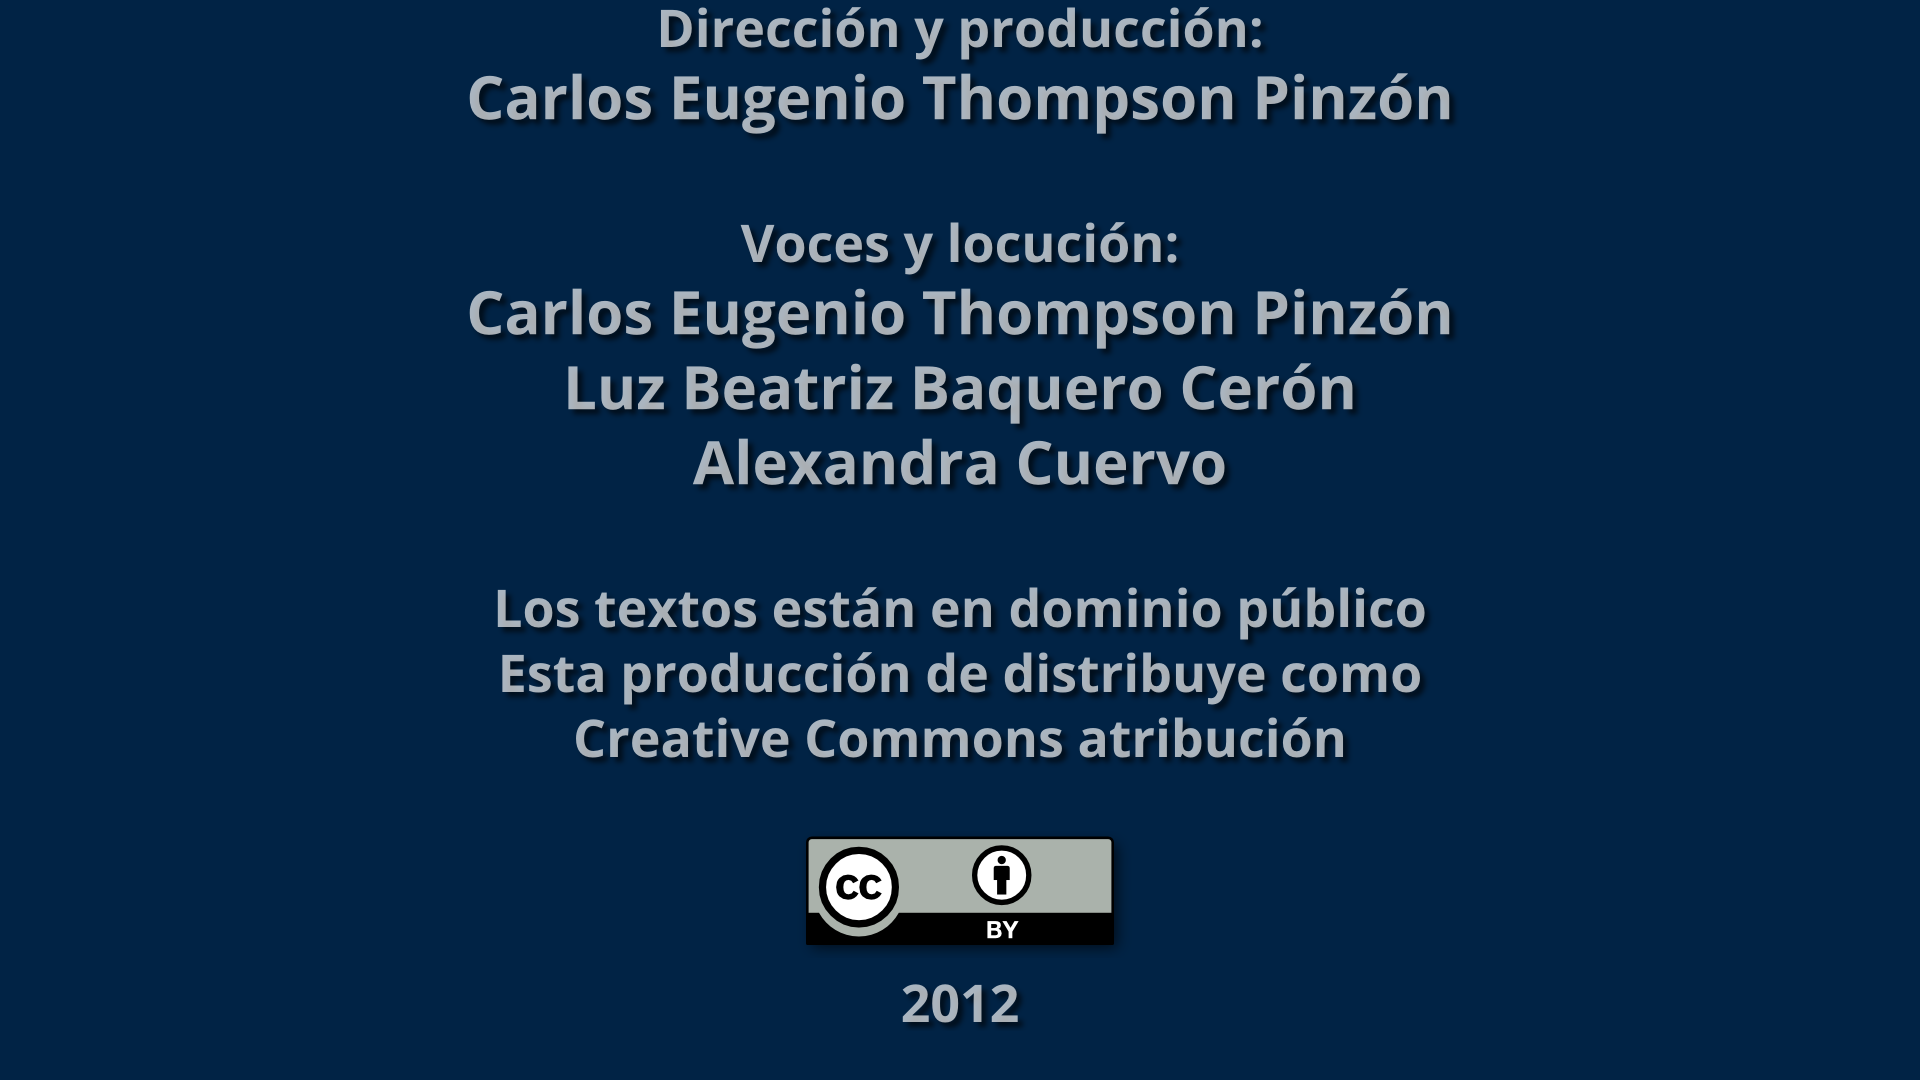 Dirección y producción:
Carlos Eugenio Thompson Pinzón
Voces y locución:
Carlos Eugenio Thompson Pinzón
Luz Beatriz Baquero Cerón
Alexandra Cuervo
Los textos están en dominio público
Esta producción de distribuye como
Creative Commons atribución
cc
BY
2012